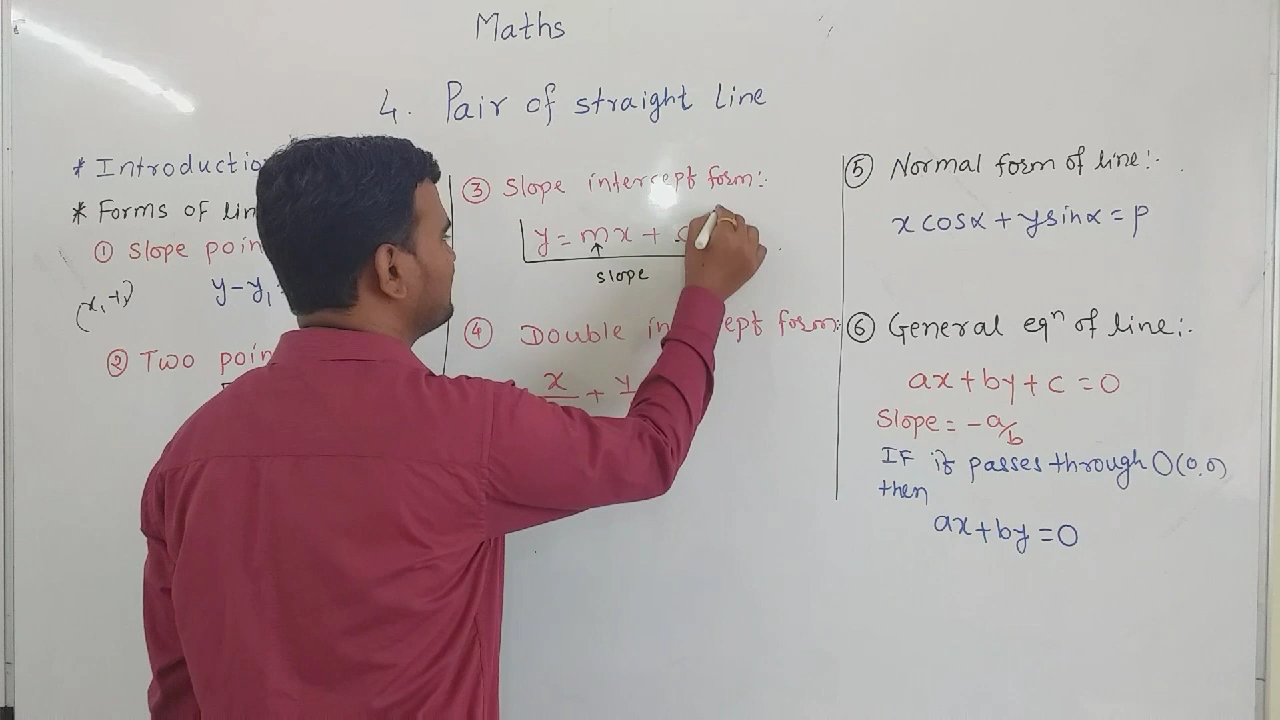 Maths
4. Pair of straight line
* Introductio
* Forms of lin
① Slope poin
(x₁,y₁)
y-y₁
② Two poin
③ Slope intercept form:-
y = mx +
slope
④ Double in cept form:
x + y
⑤ Normal form of line:-
x cosα + y sinα = p
⑥ General eqⁿ of line:-
ax + by + c = 0
Slope = -a/b
IF it passes through O(0,0)
then
ax + by = 0